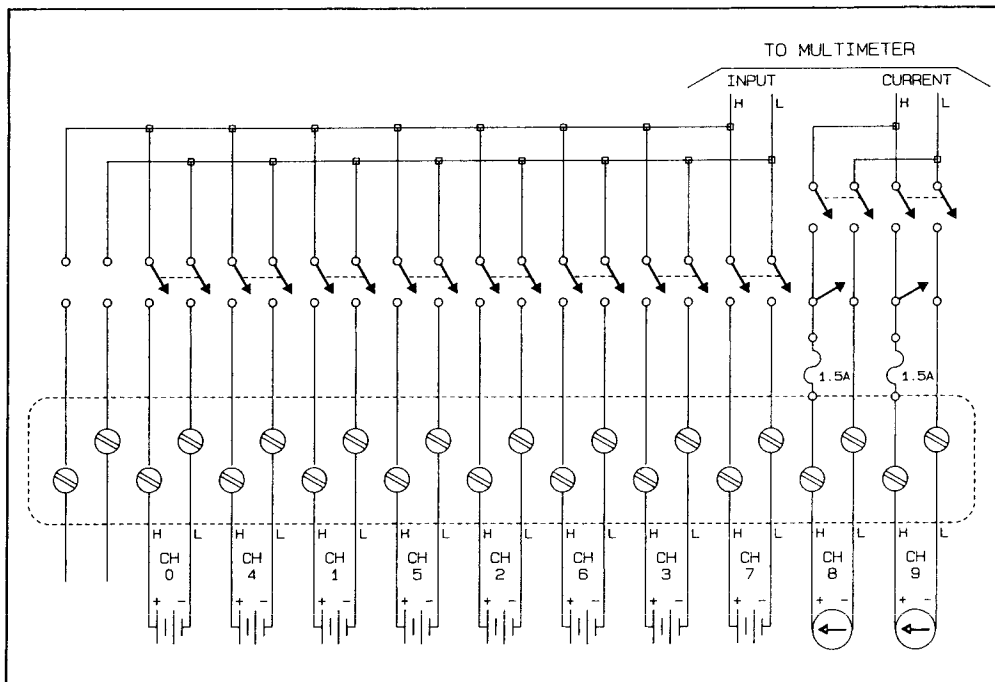 TO MULTIMETER
INPUT CURRENT
H L H L
1.5A 1.5A
H L H L H L H L H L H L H L H L H L H L
CH CH CH CH CH CH CH CH CH CH
0 4 1 5 2 6 3 7 8 9
+ − + − + − + − + − + − + − + − + − + −